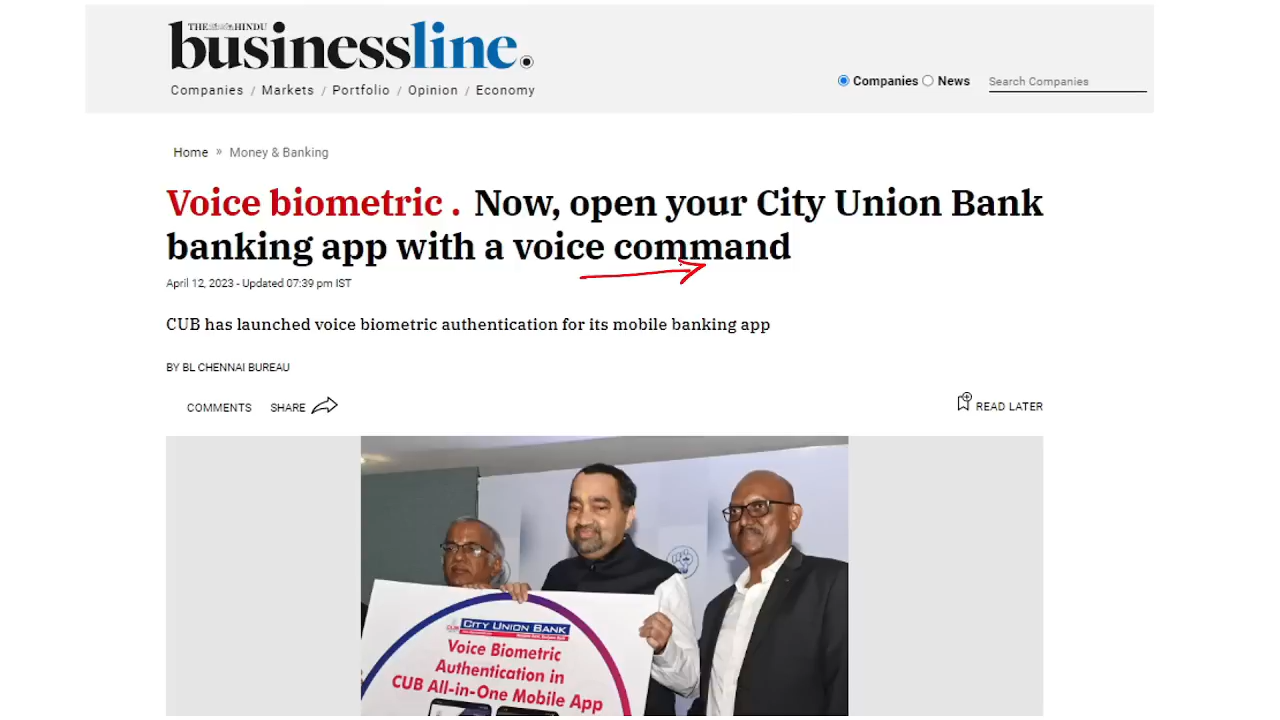 THE HINDU
businessline.
Companies / Markets / Portfolio / Opinion / Economy
Companies News Search Companies
Home » Money & Banking
Voice biometric . Now, open your City Union Bank
banking app with a voice command
April 12, 2023 - Updated 07:39 pm IST
CUB has launched voice biometric authentication for its mobile banking app
BY BL CHENNAI BUREAU
COMMENTS SHARE READ LATER
CUB CITY UNION BANK
Voice Biometric
Authentication in
CUB All-in-One Mobile App